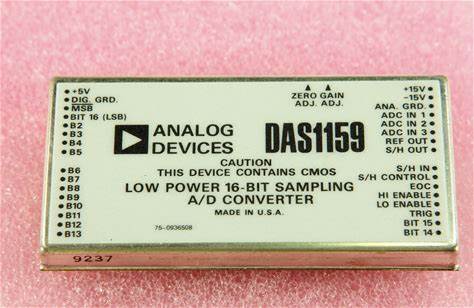 +5V
DIG. GRD.
MSB
BIT 16 (LSB)
B2
B3
B4
B5
B6
B7
B8
B9
B10
B11
B12
B13
ZERO GAIN
ADJ. ADJ.
ANALOG
DEVICES
DAS1159
CAUTION
THIS DEVICE CONTAINS CMOS
LOW POWER 16-BIT SAMPLING
A/D CONVERTER
MADE IN U.S.A.
75-0936508
+15V
-15V
ANA. GRD.
ADC IN 1
ADC IN 2
ADC IN 3
REF OUT
S/H OUT
S/H IN
S/H CONTROL
EOC
HI ENABLE
LO ENABLE
TRIG
BIT 15
BIT 14
9237